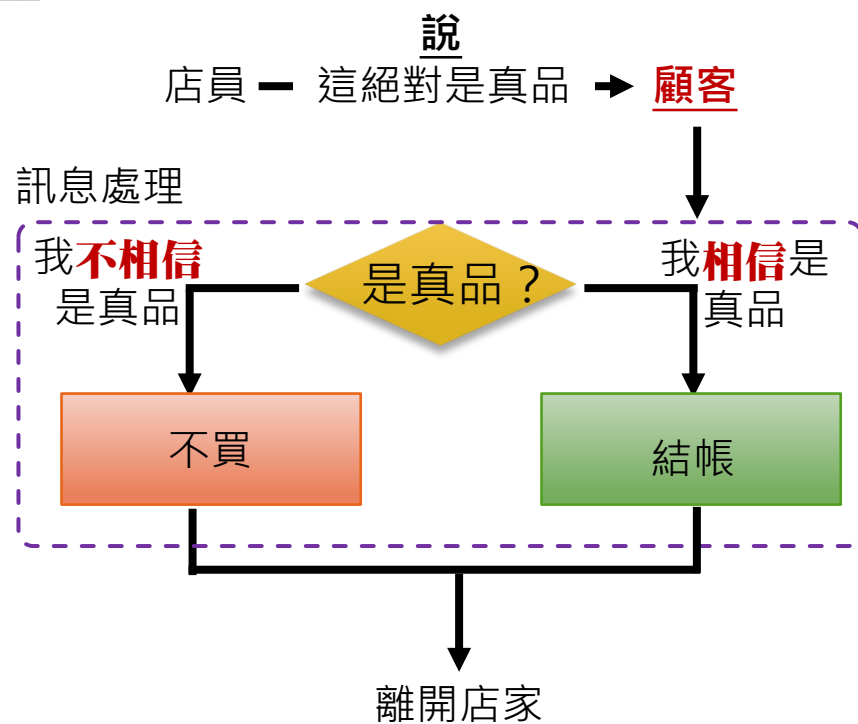 說
店員 這絕對是真品 顧客
訊息處理
我不相信
是真品
是真品？
我相信是
真品
不買
結帳
離開店家